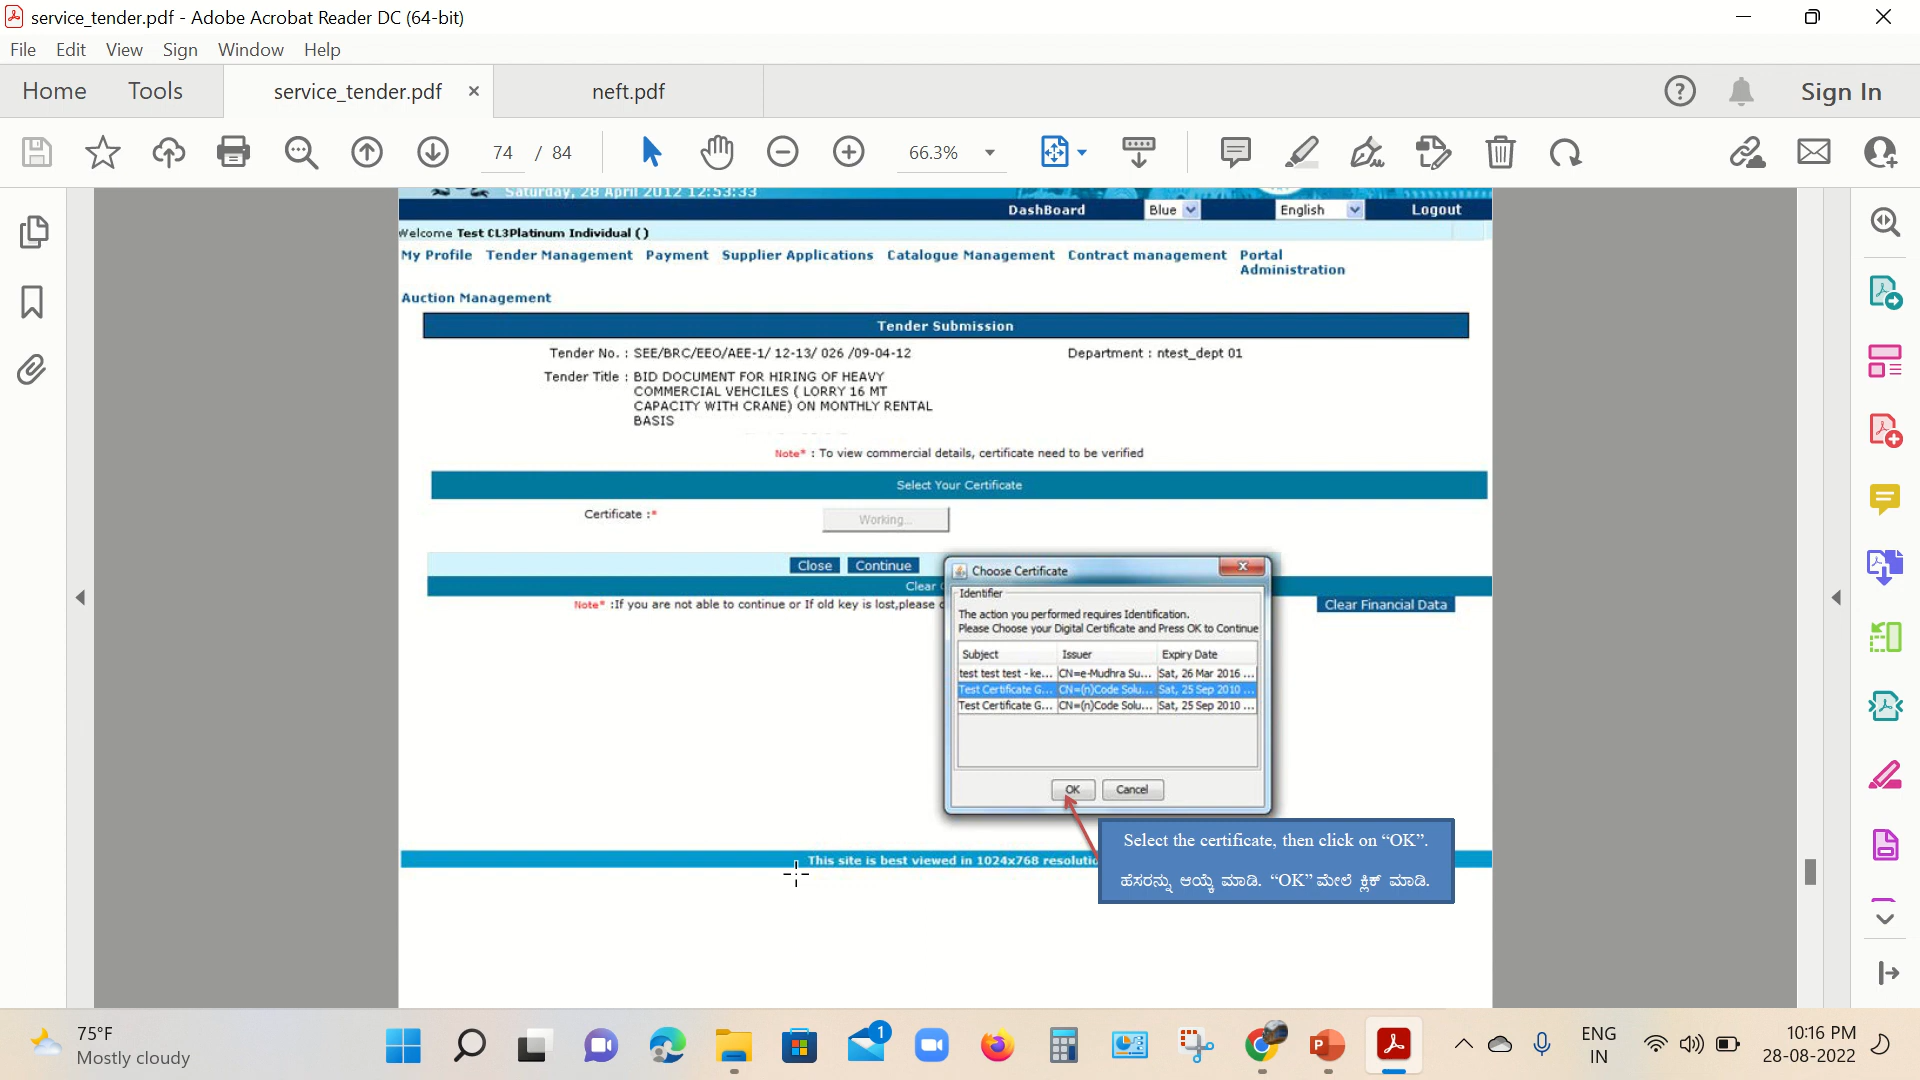 service_tender.pdf - Adobe Acrobat Reader DC (64-bit)
File Edit View Sign Window Help
Home Tools service_tender.pdf × neft.pdf Sign In
74 / 84 66.3%
Saturday, 28 April 2012 12:53:33
DashBoard Blue English Logout
Welcome Test CL3Platinum Individual ()
My Profile Tender Management Payment Supplier Applications Catalogue Management Contract management Portal
Administration
Auction Management
Tender Submission
Tender No. : SEE/BRC/EEO/AEE-1/ 12-13/ 026 /09-04-12 Department : ntest_dept 01
Tender Title : BID DOCUMENT FOR HIRING OF HEAVY
COMMERCIAL VEHCILES ( LORRY 16 MT
CAPACITY WITH CRANE) ON MONTHLY RENTAL
BASIS
Note* : To view commercial details, certificate need to be verified
Select Your Certificate
Certificate :* Working...
Close Continue
Clear
Note* :If you are not able to continue or If old key is lost,please Clear Financial Data
Choose Certificate
Identifier
The action you performed requires Identification.
Please Choose your Digital Certificate and Press OK to Continue
Subject Issuer Expiry Date
test test test - ke... CN=e-Mudhra Su... Sat, 26 Mar 2016 ...
Test Certificate G... CN=(n)Code Solu... Sat, 25 Sep 2010 ...
Test Certificate G... CN=(n)Code Solu... Sat, 25 Sep 2010 ...
OK Cancel
Select the certificate, then click on “OK”.
ಹೆಸರನ್ನು ಆಯ್ಕೆ ಮಾಡಿ. “OK” ಮೇಲೆ ಕ್ಲಿಕ್ ಮಾಡಿ.
This site is best viewed in 1024x768
75°F
Mostly cloudy
1
ENG
IN
10:16 PM
28-08-2022